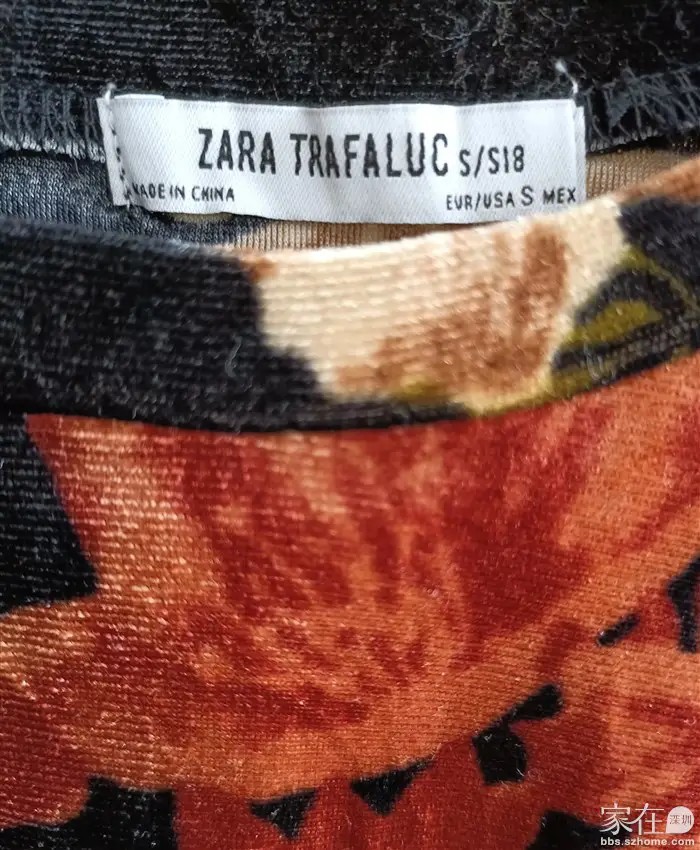 ZARA TRAFALUC S/S18
MADE IN CHINA
EUR/USA S MEX
家在 深圳
bbs.szhome.com